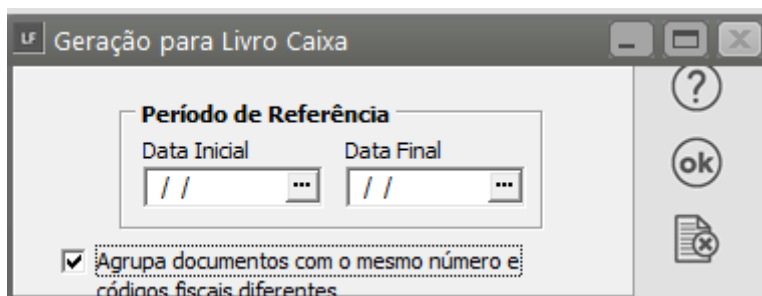 LF Geração para Livro Caixa
?
Período de Referência
Data Inicial Data Final
/ / ... / / ...
ok
Agrupa documentos com o mesmo número e
códigos fiscais diferentes